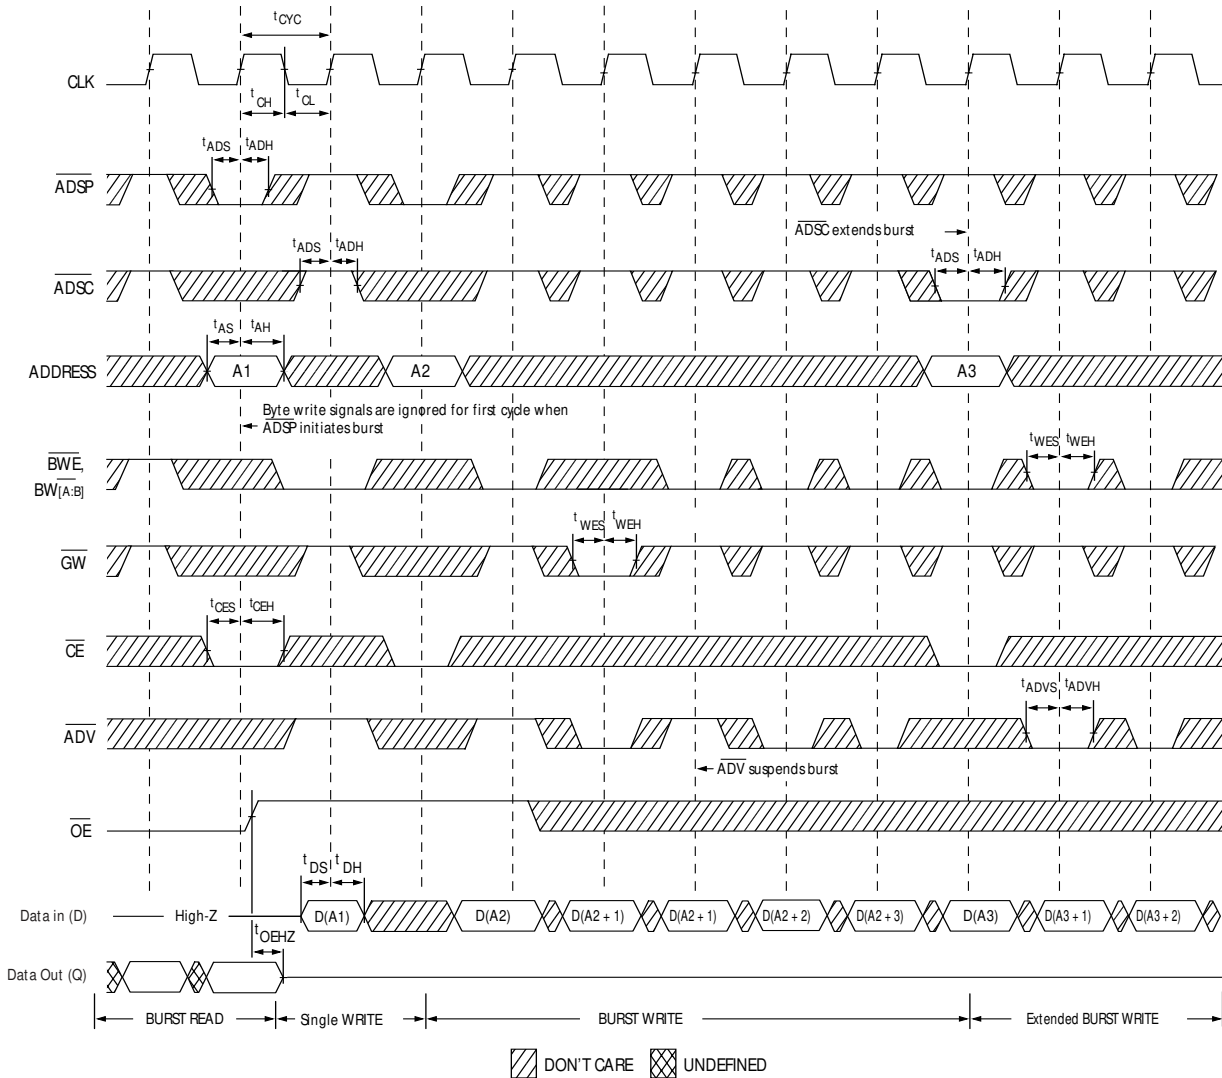 tCYC
CLK
tCH
tCL
tADS
tADH
ADSP
ADSC extends burst
tADS
tADH
tADS
tADH
ADSC
tAS
tAH
ADDRESS
A1
A2
A3
Byte write signals are ignored for first cycle when
ADSP initiates burst
BWE,
BW[A:B]
tWES
tWEH
tWES
tWEH
GW
tCES
tCEH
CE
tADVS
tADVH
ADV
ADV suspends burst
OE
tDS
tDH
Data in (D)
High-Z
D(A1)
D(A2)
D(A2 + 1)
D(A2 + 1)
D(A2 + 2)
D(A2 + 3)
D(A3)
D(A3 + 1)
D(A3 + 2)
tOEHZ
Data Out (Q)
BURST READ
Single WRITE
BURST WRITE
Extended BURST WRITE
DON'T CARE
UNDEFINED